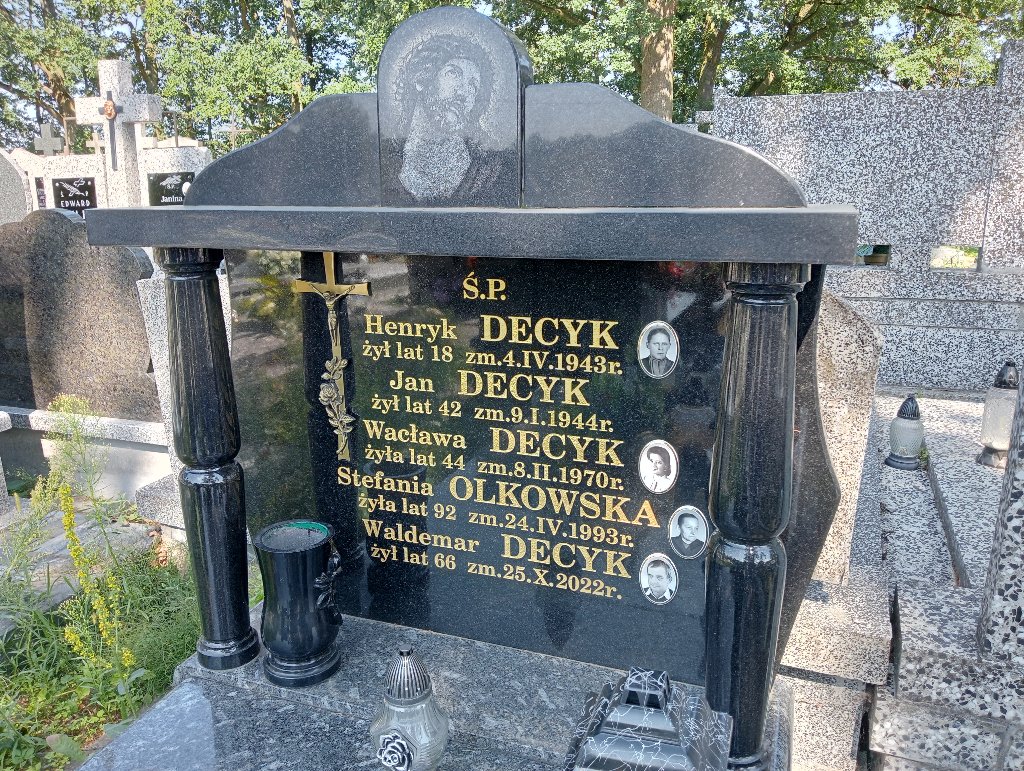 EDWARD
Janina
Ś.P.
Henryk DECYK
żył lat 18 zm.4.IV.1943r.
Jan DECYK
żył lat 42 zm.9.I.1944r.
Wacława DECYK
żyła lat 44 zm.8.II.1970r.
Stefania OLKOWSKA
żyła lat 92 zm.24.IV.1993r.
Waldemar DECYK
żył lat 66 zm.25.X.2022r.